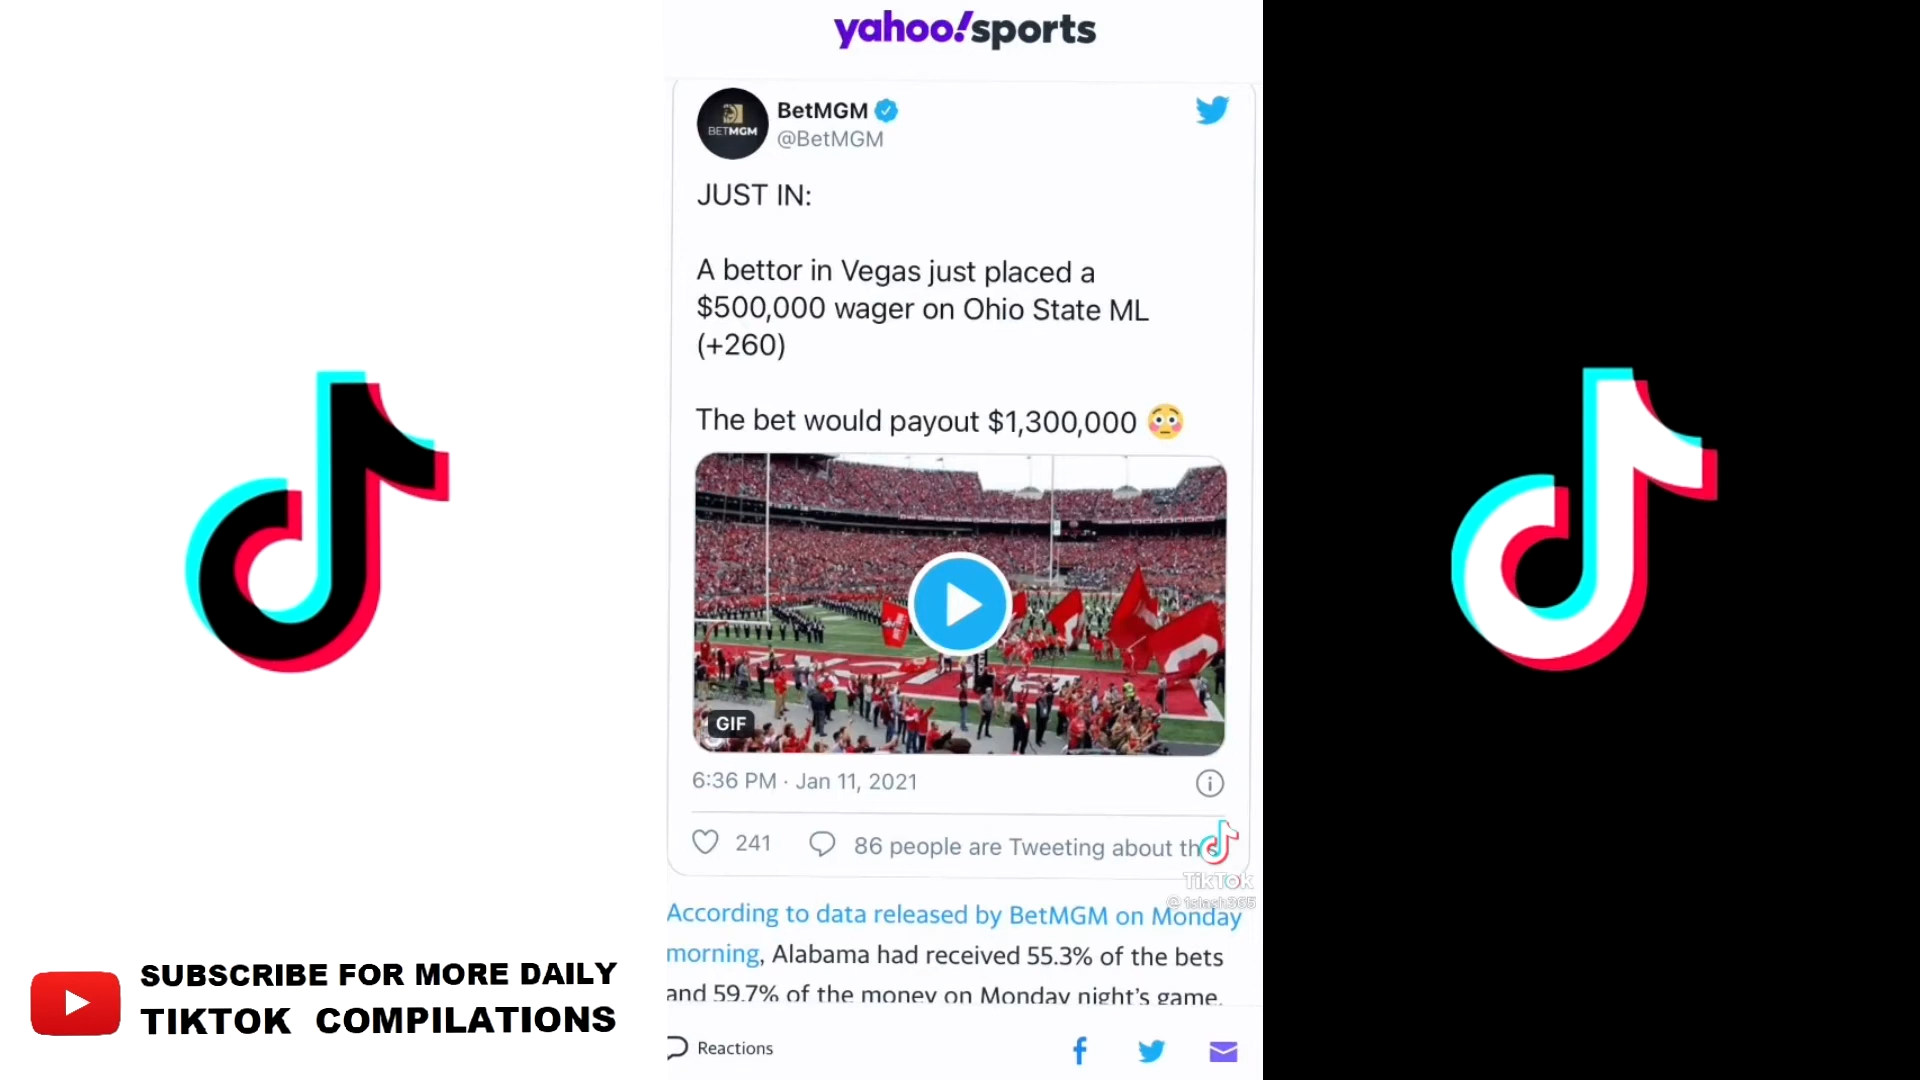 yahoo!sports
BETMGM
BetMGM
@BetMGM
JUST IN:
A bettor in Vegas just placed a
$500,000 wager on Ohio State ML
(+260)
The bet would payout $1,300,000
GIF
6:36 PM · Jan 11, 2021
241
86 people are Tweeting about this
TikTok
@1slash365
According to data released by BetMGM on Monday
morning, Alabama had received 55.3% of the bets
and 59.7% of the money on Monday night's game.
Reactions
SUBSCRIBE FOR MORE DAILY
TIKTOK COMPILATIONS